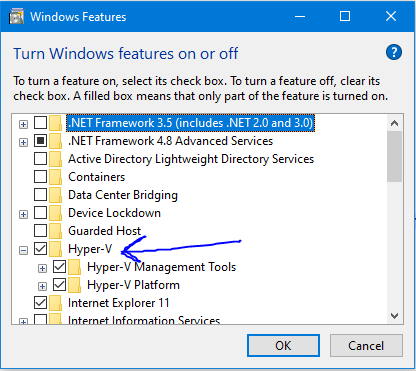 Windows Features
Turn Windows features on or off
?
To turn a feature on, select its check box. To turn a feature off, clear its
check box. A filled box means that only part of the feature is turned on.
.NET Framework 3.5 (includes .NET 2.0 and 3.0)
.NET Framework 4.8 Advanced Services
Active Directory Lightweight Directory Services
Containers
Data Center Bridging
Device Lockdown
Guarded Host
Hyper-V
Hyper-V Management Tools
Hyper-V Platform
Internet Explorer 11
Internet Information Services
OK
Cancel